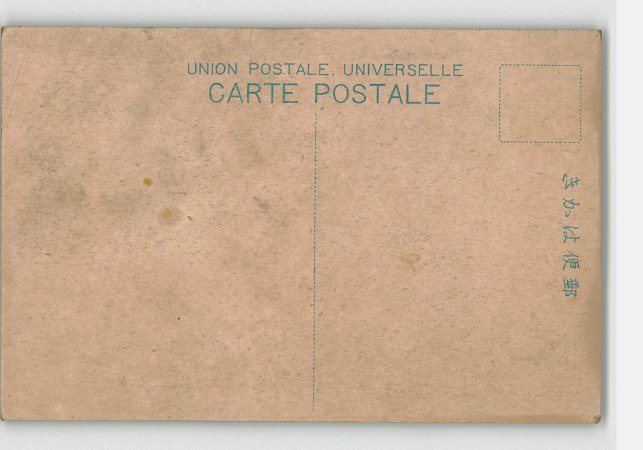 UNION POSTALE. UNIVERSELLE
CARTE POSTALE
きかは便郵